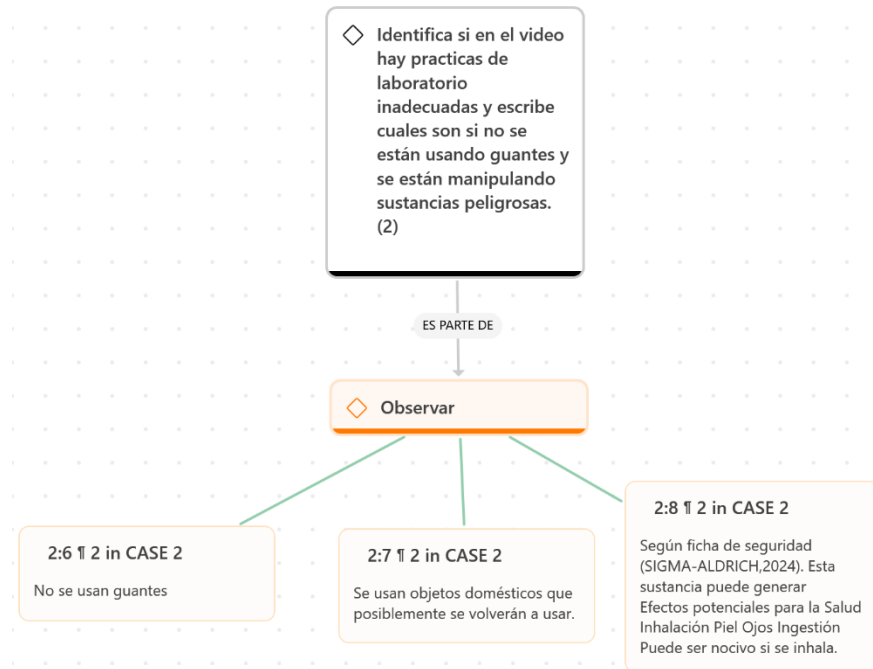 Identifica si en el video
hay practicas de
laboratorio
inadecuadas y escribe
cuales son si no se
están usando guantes y
se están manipulando
sustancias peligrosas.
(2)
ES PARTE DE
Observar
2:6 ¶ 2 in CASE 2
No se usan guantes
2:7 ¶ 2 in CASE 2
Se usan objetos domésticos que
posiblemente se volverán a usar.
2:8 ¶ 2 in CASE 2
Según ficha de seguridad
(SIGMA-ALDRICH,2024). Esta
sustancia puede generar
Efectos potenciales para la Salud
Inhalación Piel Ojos Ingestión
Puede ser nocivo si se inhala.